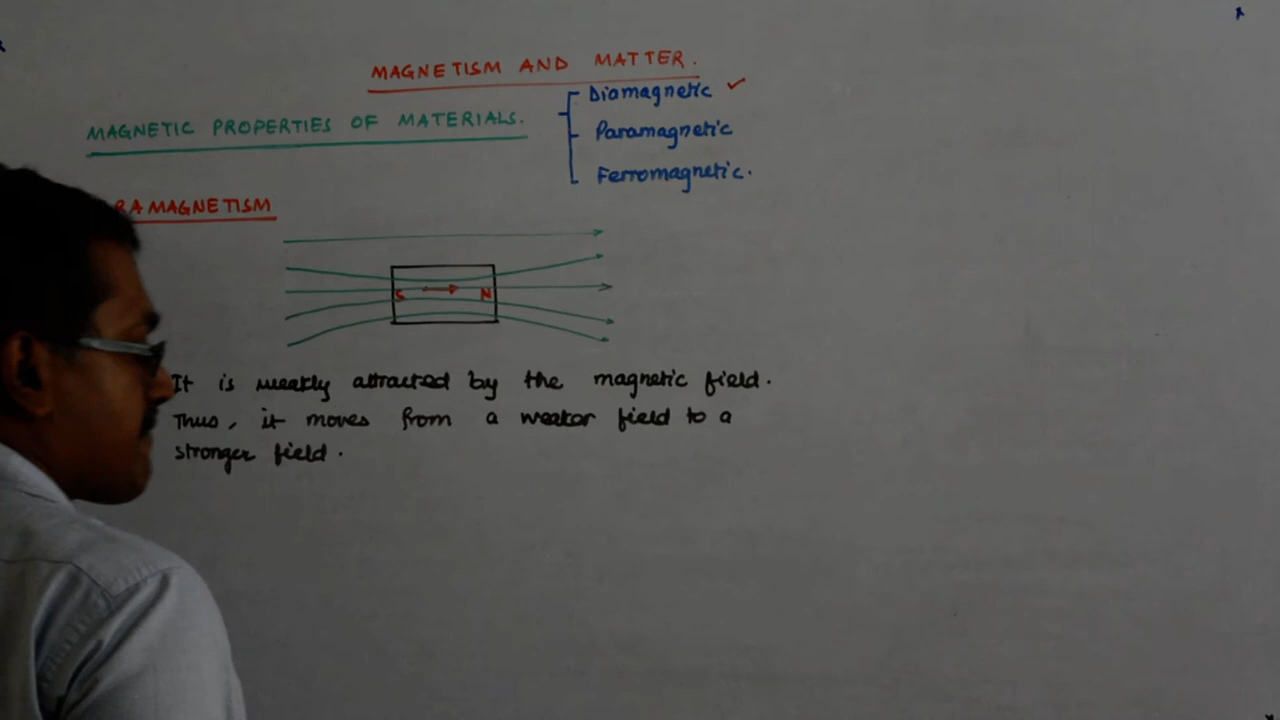 MAGNETISM AND MATTER.
MAGNETIC PROPERTIES OF MATERIALS.
Diamagnetic ✓
Paramagnetic
Ferromagnetic.
RAMAGNETISM
S → N
It is weakly attracted by the magnetic field.
Thus, it moves from a weaker field to a
stronger field.